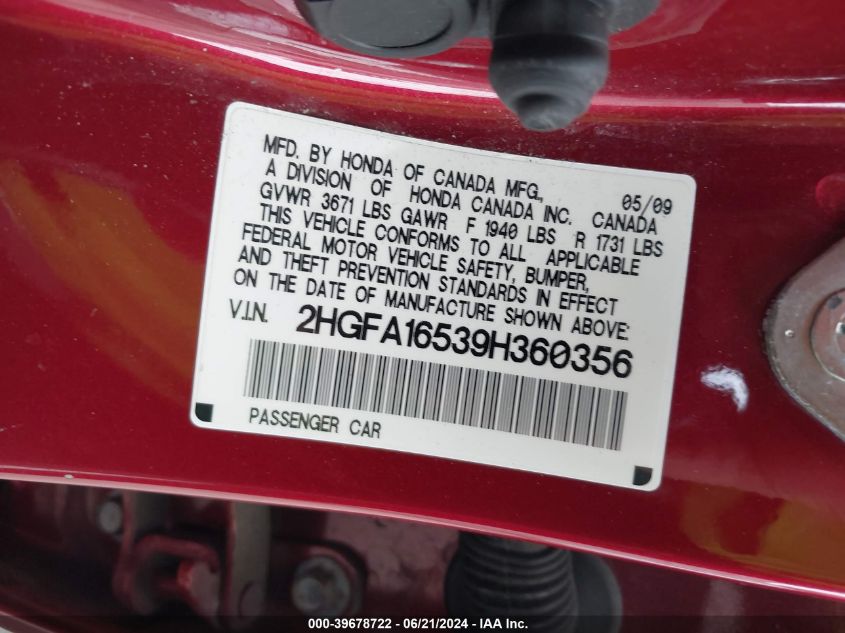 MFD. BY HONDA OF CANADA MFG., 05/09
A DIVISION OF HONDA CANADA INC. CANADA
GVWR 3671 LBS GAWR F 1940 LBS R 1731 LBS
THIS VEHICLE CONFORMS TO ALL APPLICABLE
FEDERAL MOTOR VEHICLE SAFETY, BUMPER,
AND THEFT PREVENTION STANDARDS IN EFFECT
ON THE DATE OF MANUFACTURE SHOWN ABOVE:
V.I.N. 2HGFA16539H360356
PASSENGER CAR
000-39678722 - 06/21/2024 - IAA Inc.